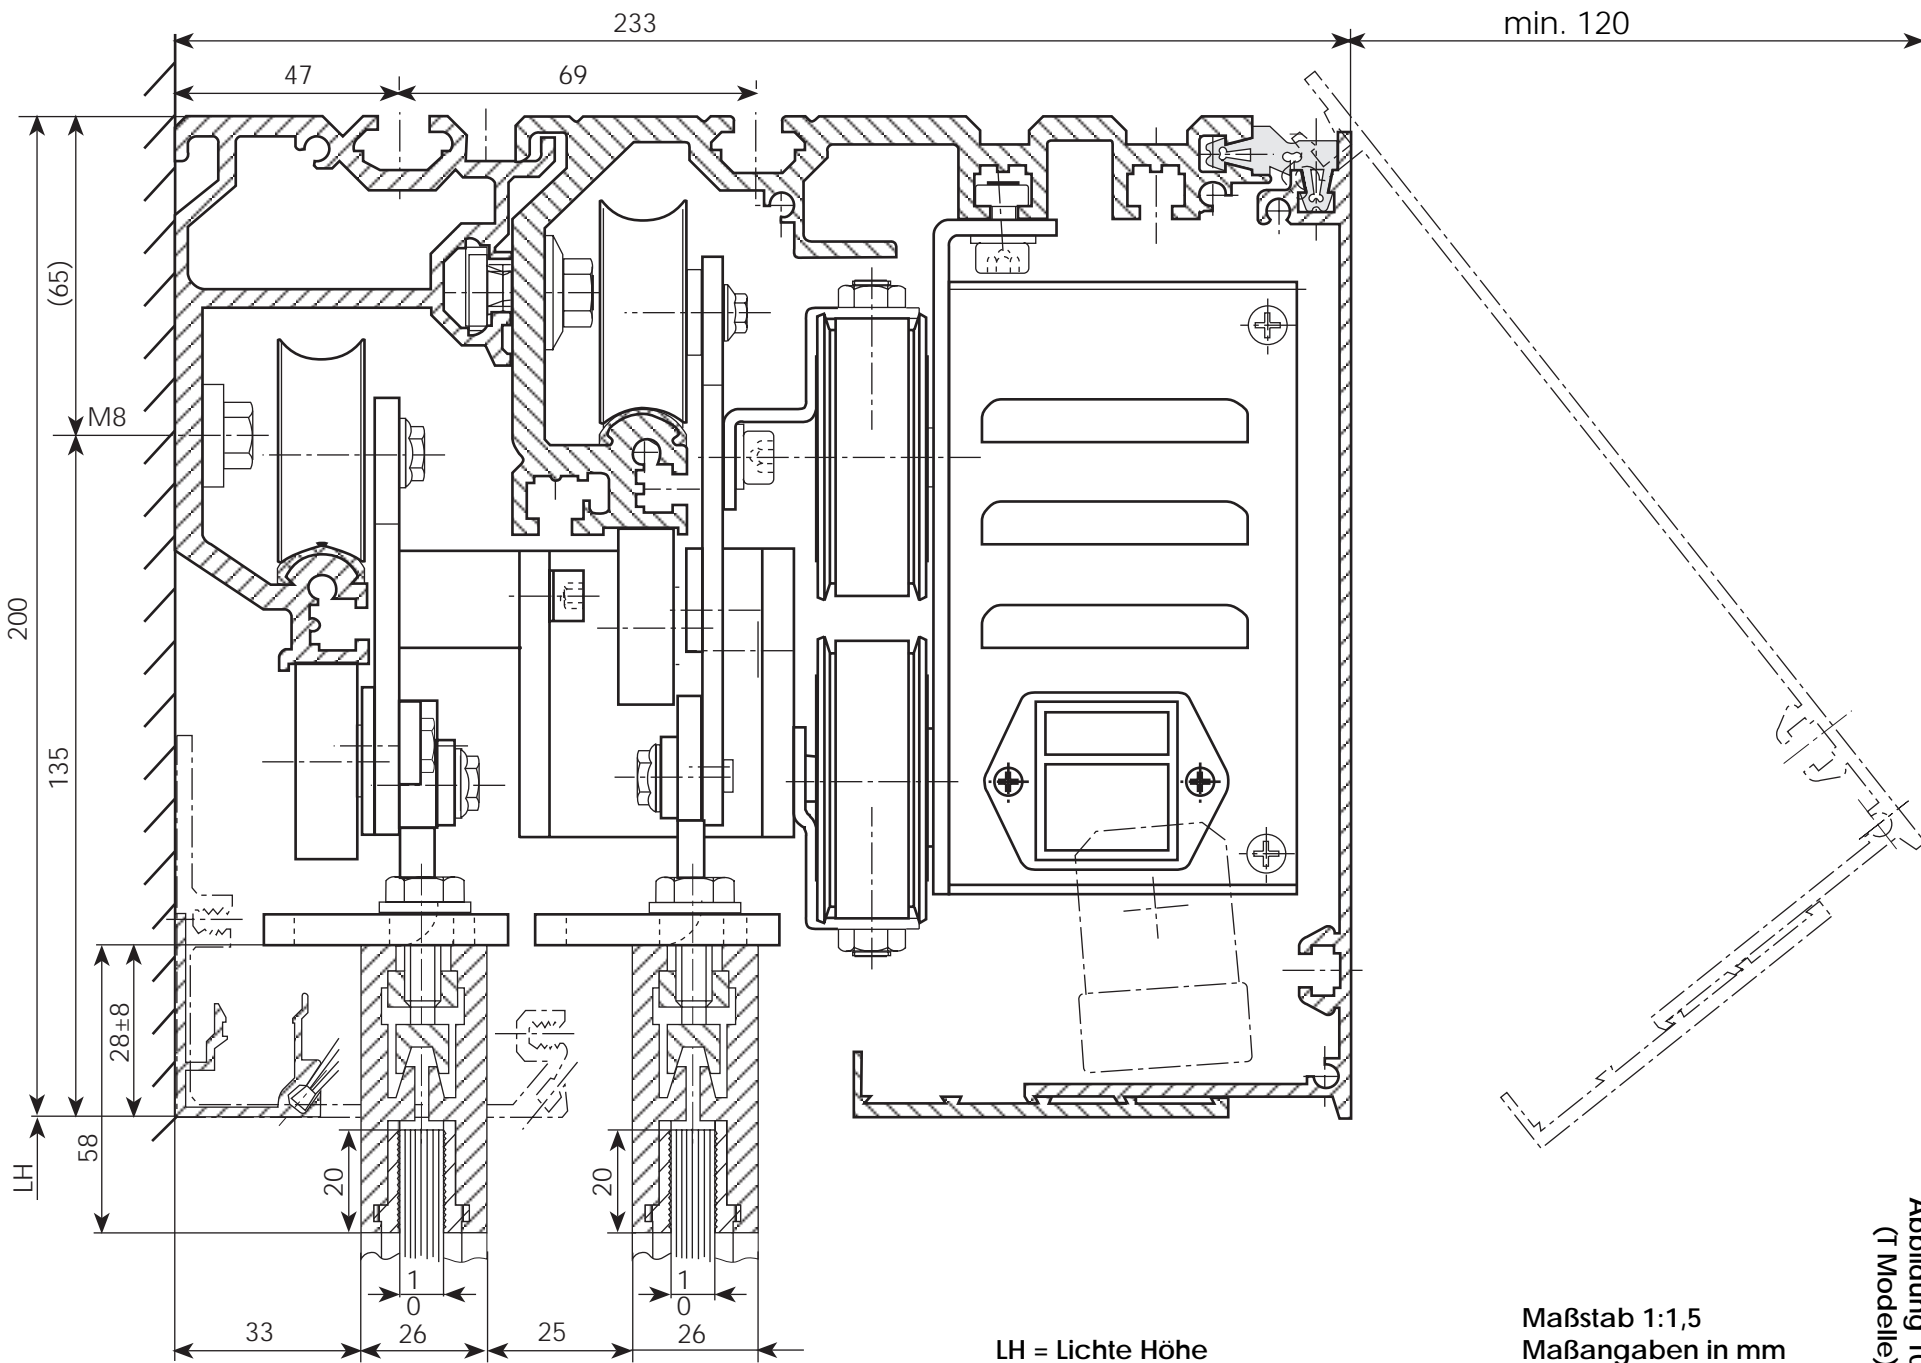 233
min. 120
47
69
(65)
M8
200
135
28±8
58
LH
20
20
1
0
1
0
33
26
25
26
LH = Lichte Höhe
Maßstab 1:1,5
Maßangaben in mm
Abbildung
(T Modelle)